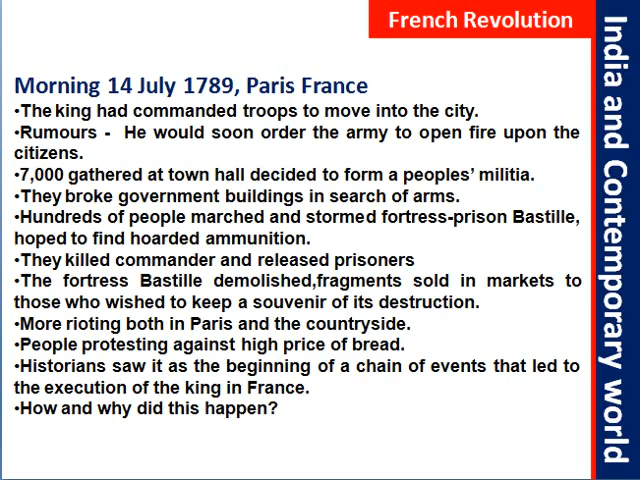 French Revolution
Morning 14 July 1789, Paris France
•The king had commanded troops to move into the city.
•Rumours - He would soon order the army to open fire upon the
citizens.
•7,000 gathered at town hall decided to form a peoples’ militia.
•They broke government buildings in search of arms.
•Hundreds of people marched and stormed fortress-prison Bastille,
hoped to find hoarded ammunition.
•They killed commander and released prisoners
•The fortress Bastille demolished,fragments sold in markets to
those who wished to keep a souvenir of its destruction.
•More rioting both in Paris and the countryside.
•People protesting against high price of bread.
•Historians saw it as the beginning of a chain of events that led to
the execution of the king in France.
•How and why did this happen?
India and Contemporary world